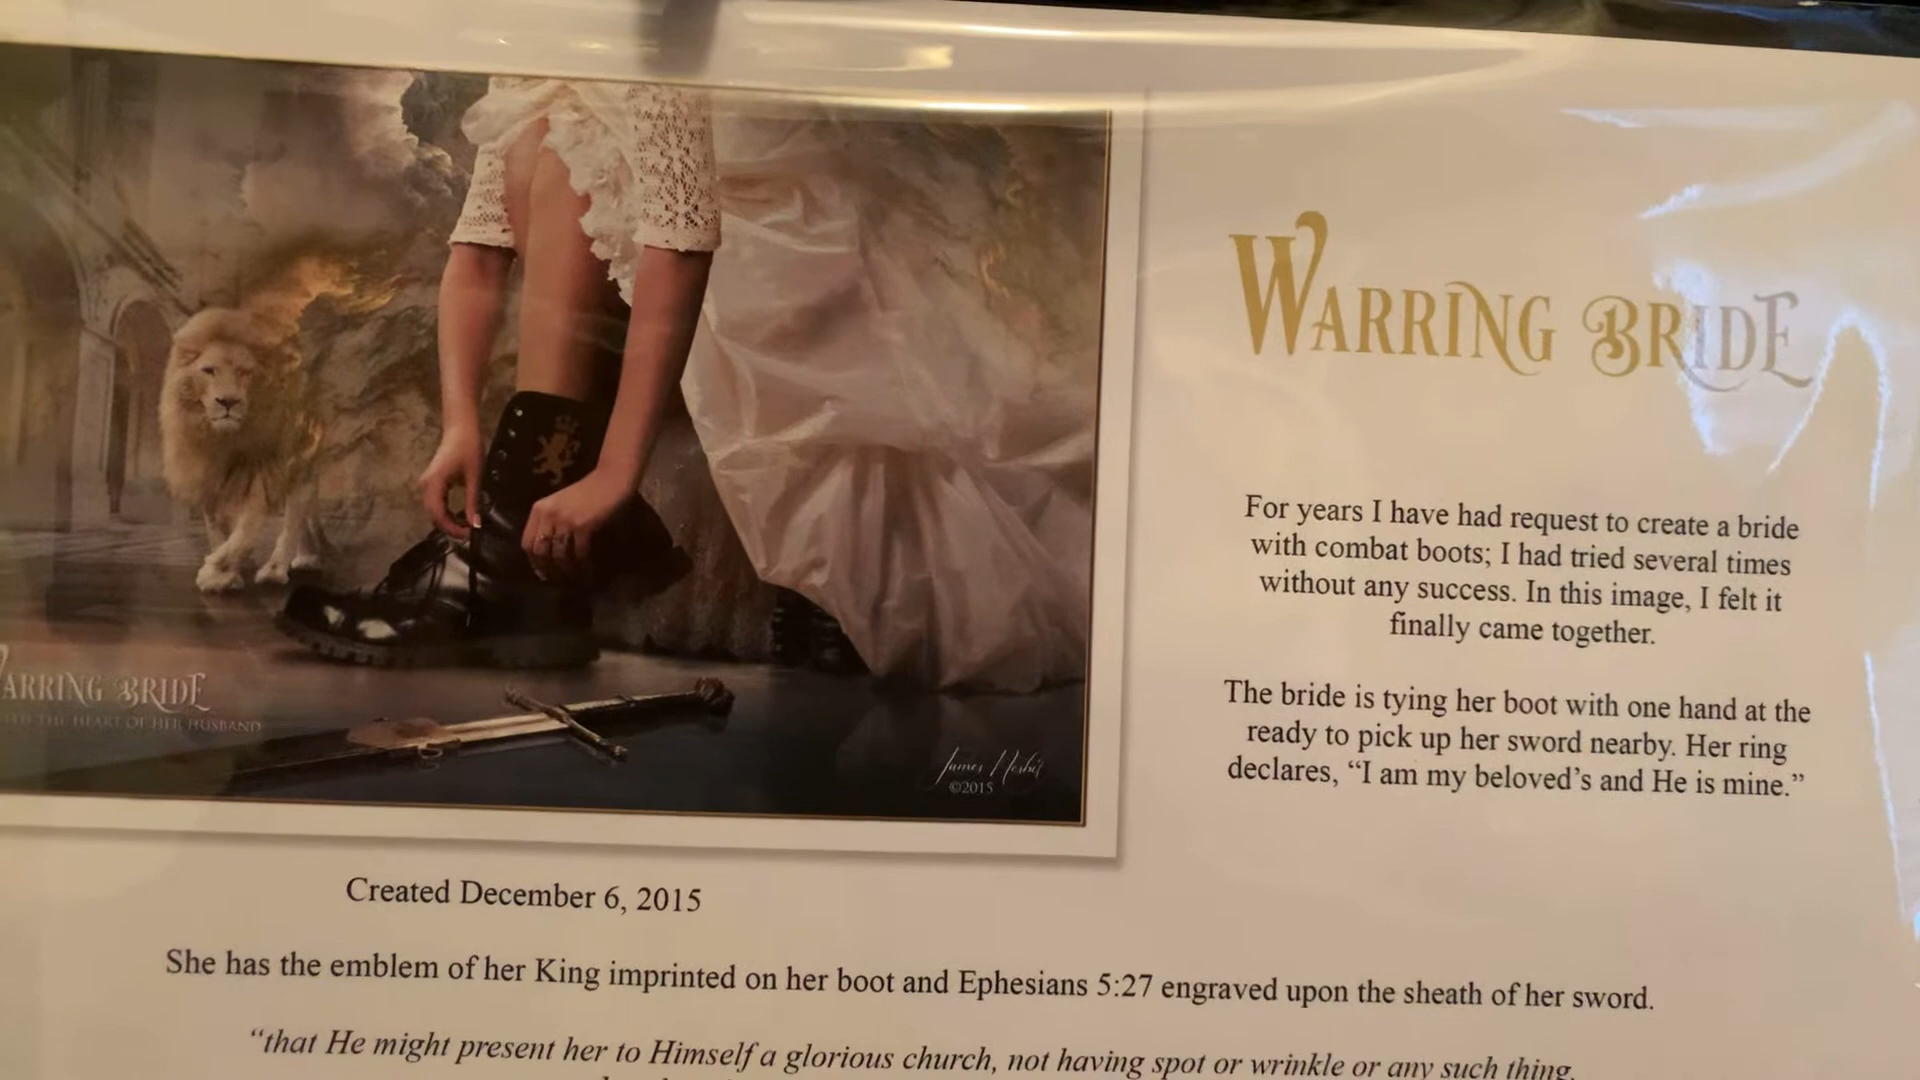 WARRING BRIDE
For years I have had request to create a bride
with combat boots; I had tried several times
without any success. In this image, I felt it
finally came together.
The bride is tying her boot with one hand at the
ready to pick up her sword nearby. Her ring
declares, “I am my beloved’s and He is mine.”
ARRING BRIDE
THE HEART OF HER HUSBAND
James Nesbit
©2015
Created December 6, 2015
She has the emblem of her King imprinted on her boot and Ephesians 5:27 engraved upon the sheath of her sword.
“that He might present her to Himself a glorious church, not having spot or wrinkle or any such thing,